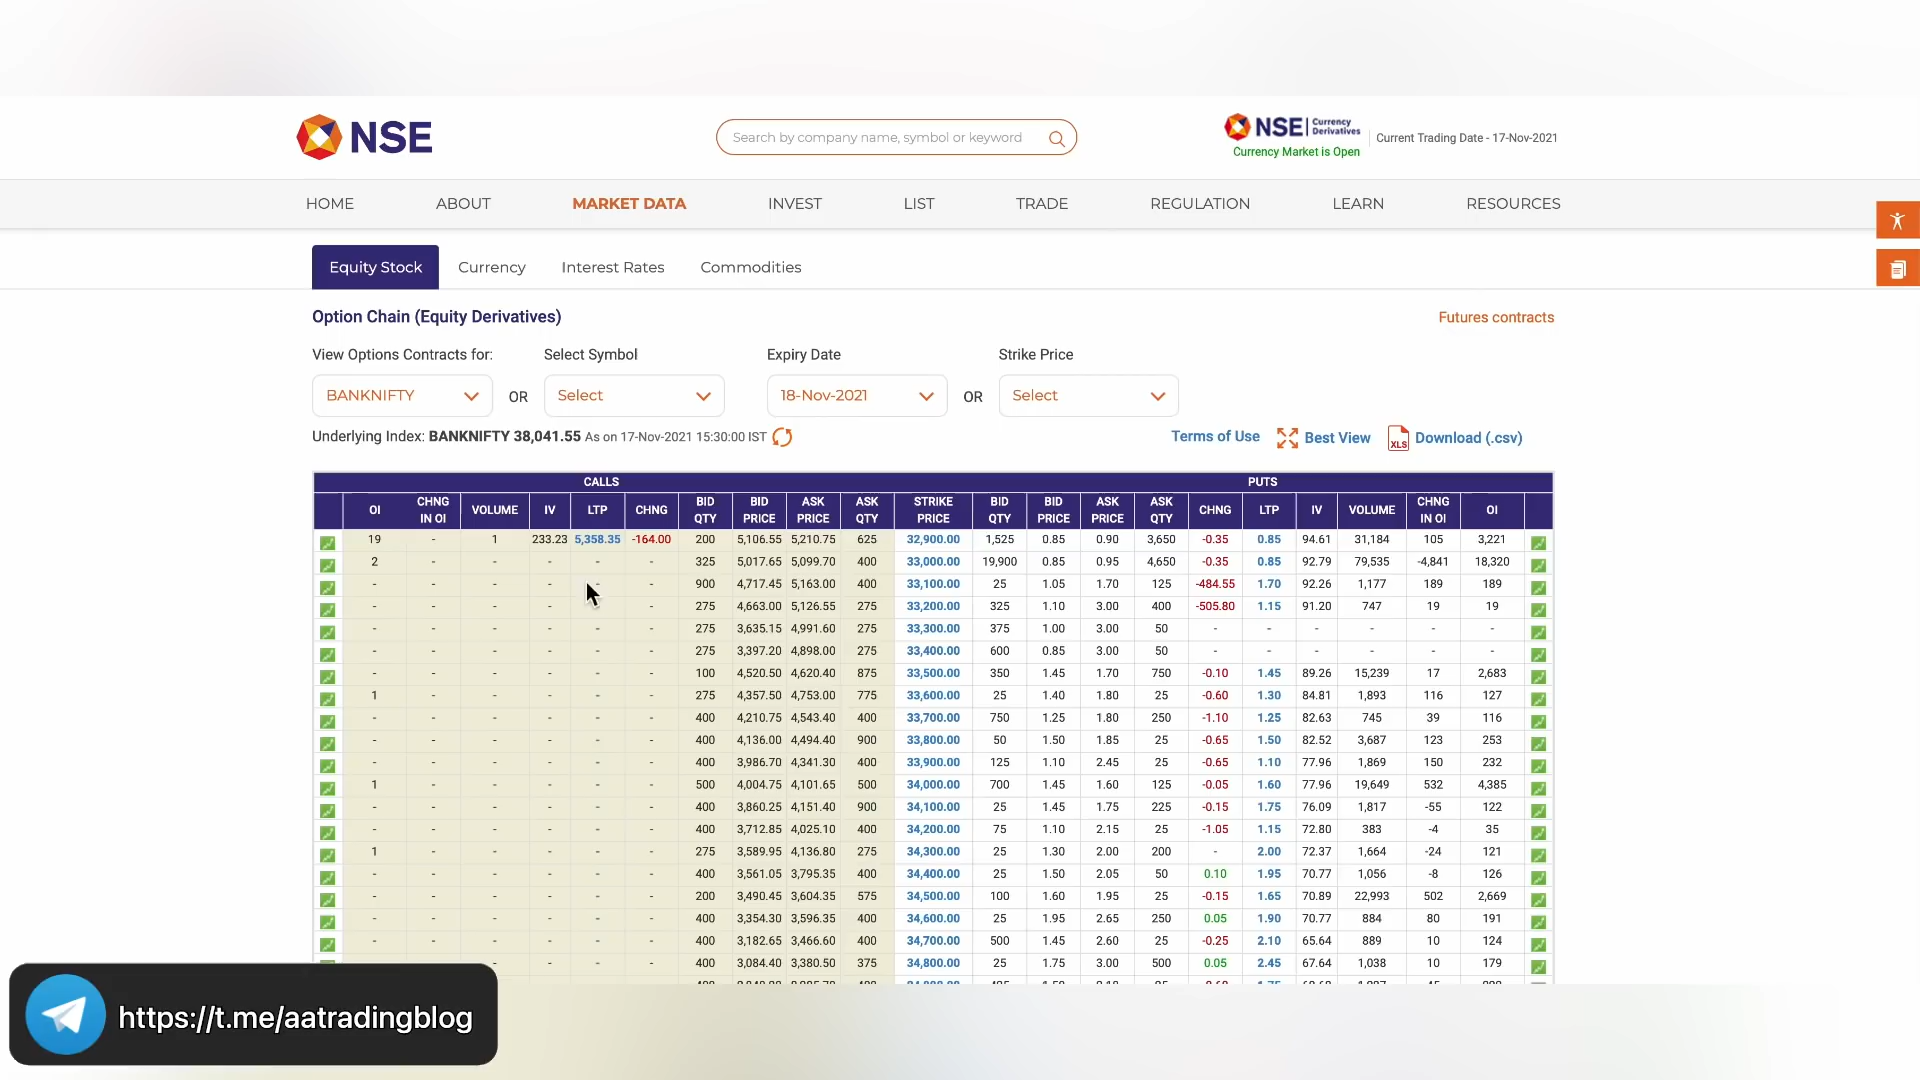 NSE
Search by company name, symbol or keyword
NSE Currency Derivatives
Currency Market is Open
Current Trading Date - 17-Nov-2021
HOME ABOUT MARKET DATA INVEST LIST TRADE REGULATION LEARN RESOURCES
Equity Stock Currency Interest Rates Commodities
Option Chain (Equity Derivatives) Futures contracts
View Options Contracts for: Select Symbol Expiry Date Strike Price
BANKNIFTY OR Select 18-Nov-2021 OR Select
Underlying Index: BANKNIFTY 38,041.55 As on 17-Nov-2021 15:30:00 IST Terms of Use Best View XLS Download (.csv)
CALLS PUTS
OI CHNG IN OI VOLUME IV LTP CHNG BID QTY BID PRICE ASK PRICE ASK QTY STRIKE PRICE BID QTY BID PRICE ASK PRICE ASK QTY CHNG LTP IV VOLUME CHNG IN OI OI
19 - 1 233.23 5,358.35 -164.00 200 5,106.55 5,210.75 625 32,900.00 1,525 0.85 0.90 3,650 -0.35 0.85 94.61 31,184 105 3,221
2 - - - - - 325 5,017.65 5,099.70 400 33,000.00 19,900 0.85 0.95 4,650 -0.35 0.85 92.79 79,535 -4,841 18,320
- - - - - - 900 4,717.45 5,163.00 400 33,100.00 25 1.05 1.70 125 -484.55 1.70 92.26 1,177 189 189
- - - - - - 275 4,663.00 5,126.55 275 33,200.00 325 1.10 3.00 400 -505.80 1.15 91.20 747 19 19
- - - - - - 275 3,635.15 4,991.60 275 33,300.00 375 1.00 3.00 50 - - - - - -
- - - - - - 275 3,397.20 4,898.00 275 33,400.00 600 0.85 3.00 50 - - - - - -
- - - - - - 100 4,520.50 4,620.40 875 33,500.00 350 1.45 1.70 750 -0.10 1.45 89.26 15,239 17 2,683
1 - - - - - 275 4,357.50 4,753.00 775 33,600.00 25 1.40 1.80 25 -0.60 1.30 84.81 1,893 116 127
- - - - - - 400 4,210.75 4,543.40 400 33,700.00 750 1.25 1.80 250 -1.10 1.25 82.63 745 39 116
- - - - - - 400 4,136.00 4,494.40 900 33,800.00 50 1.50 1.85 25 -0.65 1.50 82.52 3,687 123 253
- - - - - - 400 3,986.70 4,341.30 400 33,900.00 125 1.10 2.45 25 -0.65 1.10 77.96 1,869 150 232
1 - - - - - 500 4,004.75 4,101.65 500 34,000.00 700 1.45 1.60 125 -0.05 1.60 77.96 19,649 532 4,385
- - - - - - 400 3,860.25 4,151.40 900 34,100.00 25 1.45 1.75 225 -0.15 1.75 76.09 1,817 -55 122
- - - - - - 400 3,712.85 4,025.10 400 34,200.00 75 1.10 2.15 25 -1.05 1.15 72.80 383 -4 35
1 - - - - - 275 3,589.95 4,136.80 275 34,300.00 25 1.30 2.00 200 - 2.00 72.37 1,664 -24 121
- - - - - - 400 3,561.05 3,795.35 400 34,400.00 25 1.50 2.05 50 0.10 1.95 70.77 1,056 -8 126
- - - - - - 200 3,490.45 3,604.35 575 34,500.00 100 1.60 1.95 25 -0.15 1.65 70.89 22,993 502 2,669
- - - - - - 400 3,354.30 3,596.35 400 34,600.00 25 1.95 2.65 250 0.05 1.90 70.77 884 80 191
- - - - - - 400 3,182.65 3,466.60 400 34,700.00 500 1.45 2.60 25 -0.25 2.10 65.64 889 10 124
- - - - - - 400 3,084.40 3,380.50 375 34,800.00 25 1.75 3.00 500 0.05 2.45 67.64 1,038 10 179
https://t.me/aatradingblog